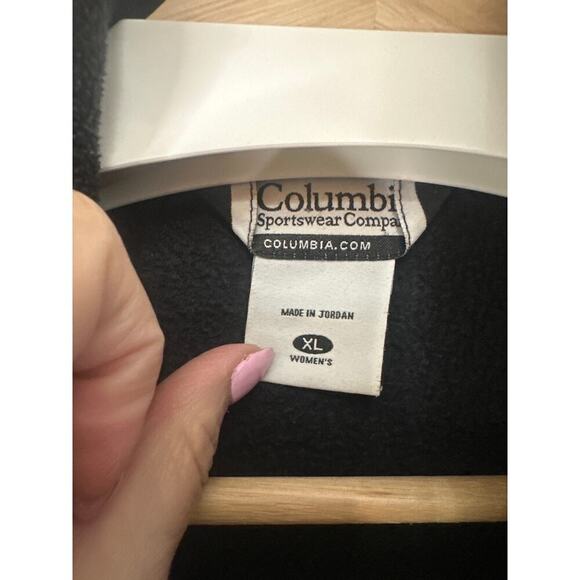 Columbi
Sportswear Compa
COLUMBIA.COM
MADE IN JORDAN
XL
WOMEN'S